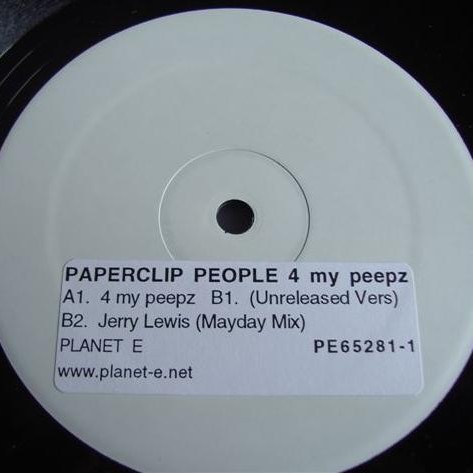 PAPERCLIP PEOPLE 4 my peepz
A1. 4 my peepz B1. (Unreleased Vers)
B2. Jerry Lewis (Mayday Mix)
PLANET E PE65281-1
www.planet-e.net